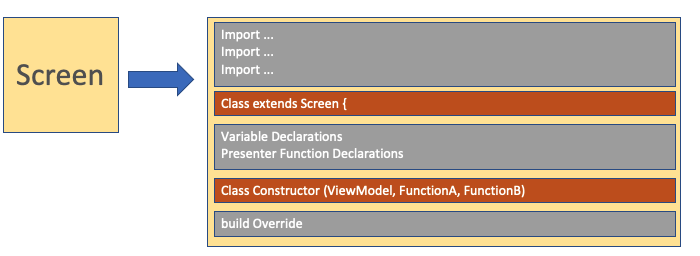 Screen
Import ...
Import ...
Import ...
Class extends Screen {
Variable Declarations
Presenter Function Declarations
Class Constructor (ViewModel, FunctionA, FunctionB)
build Override